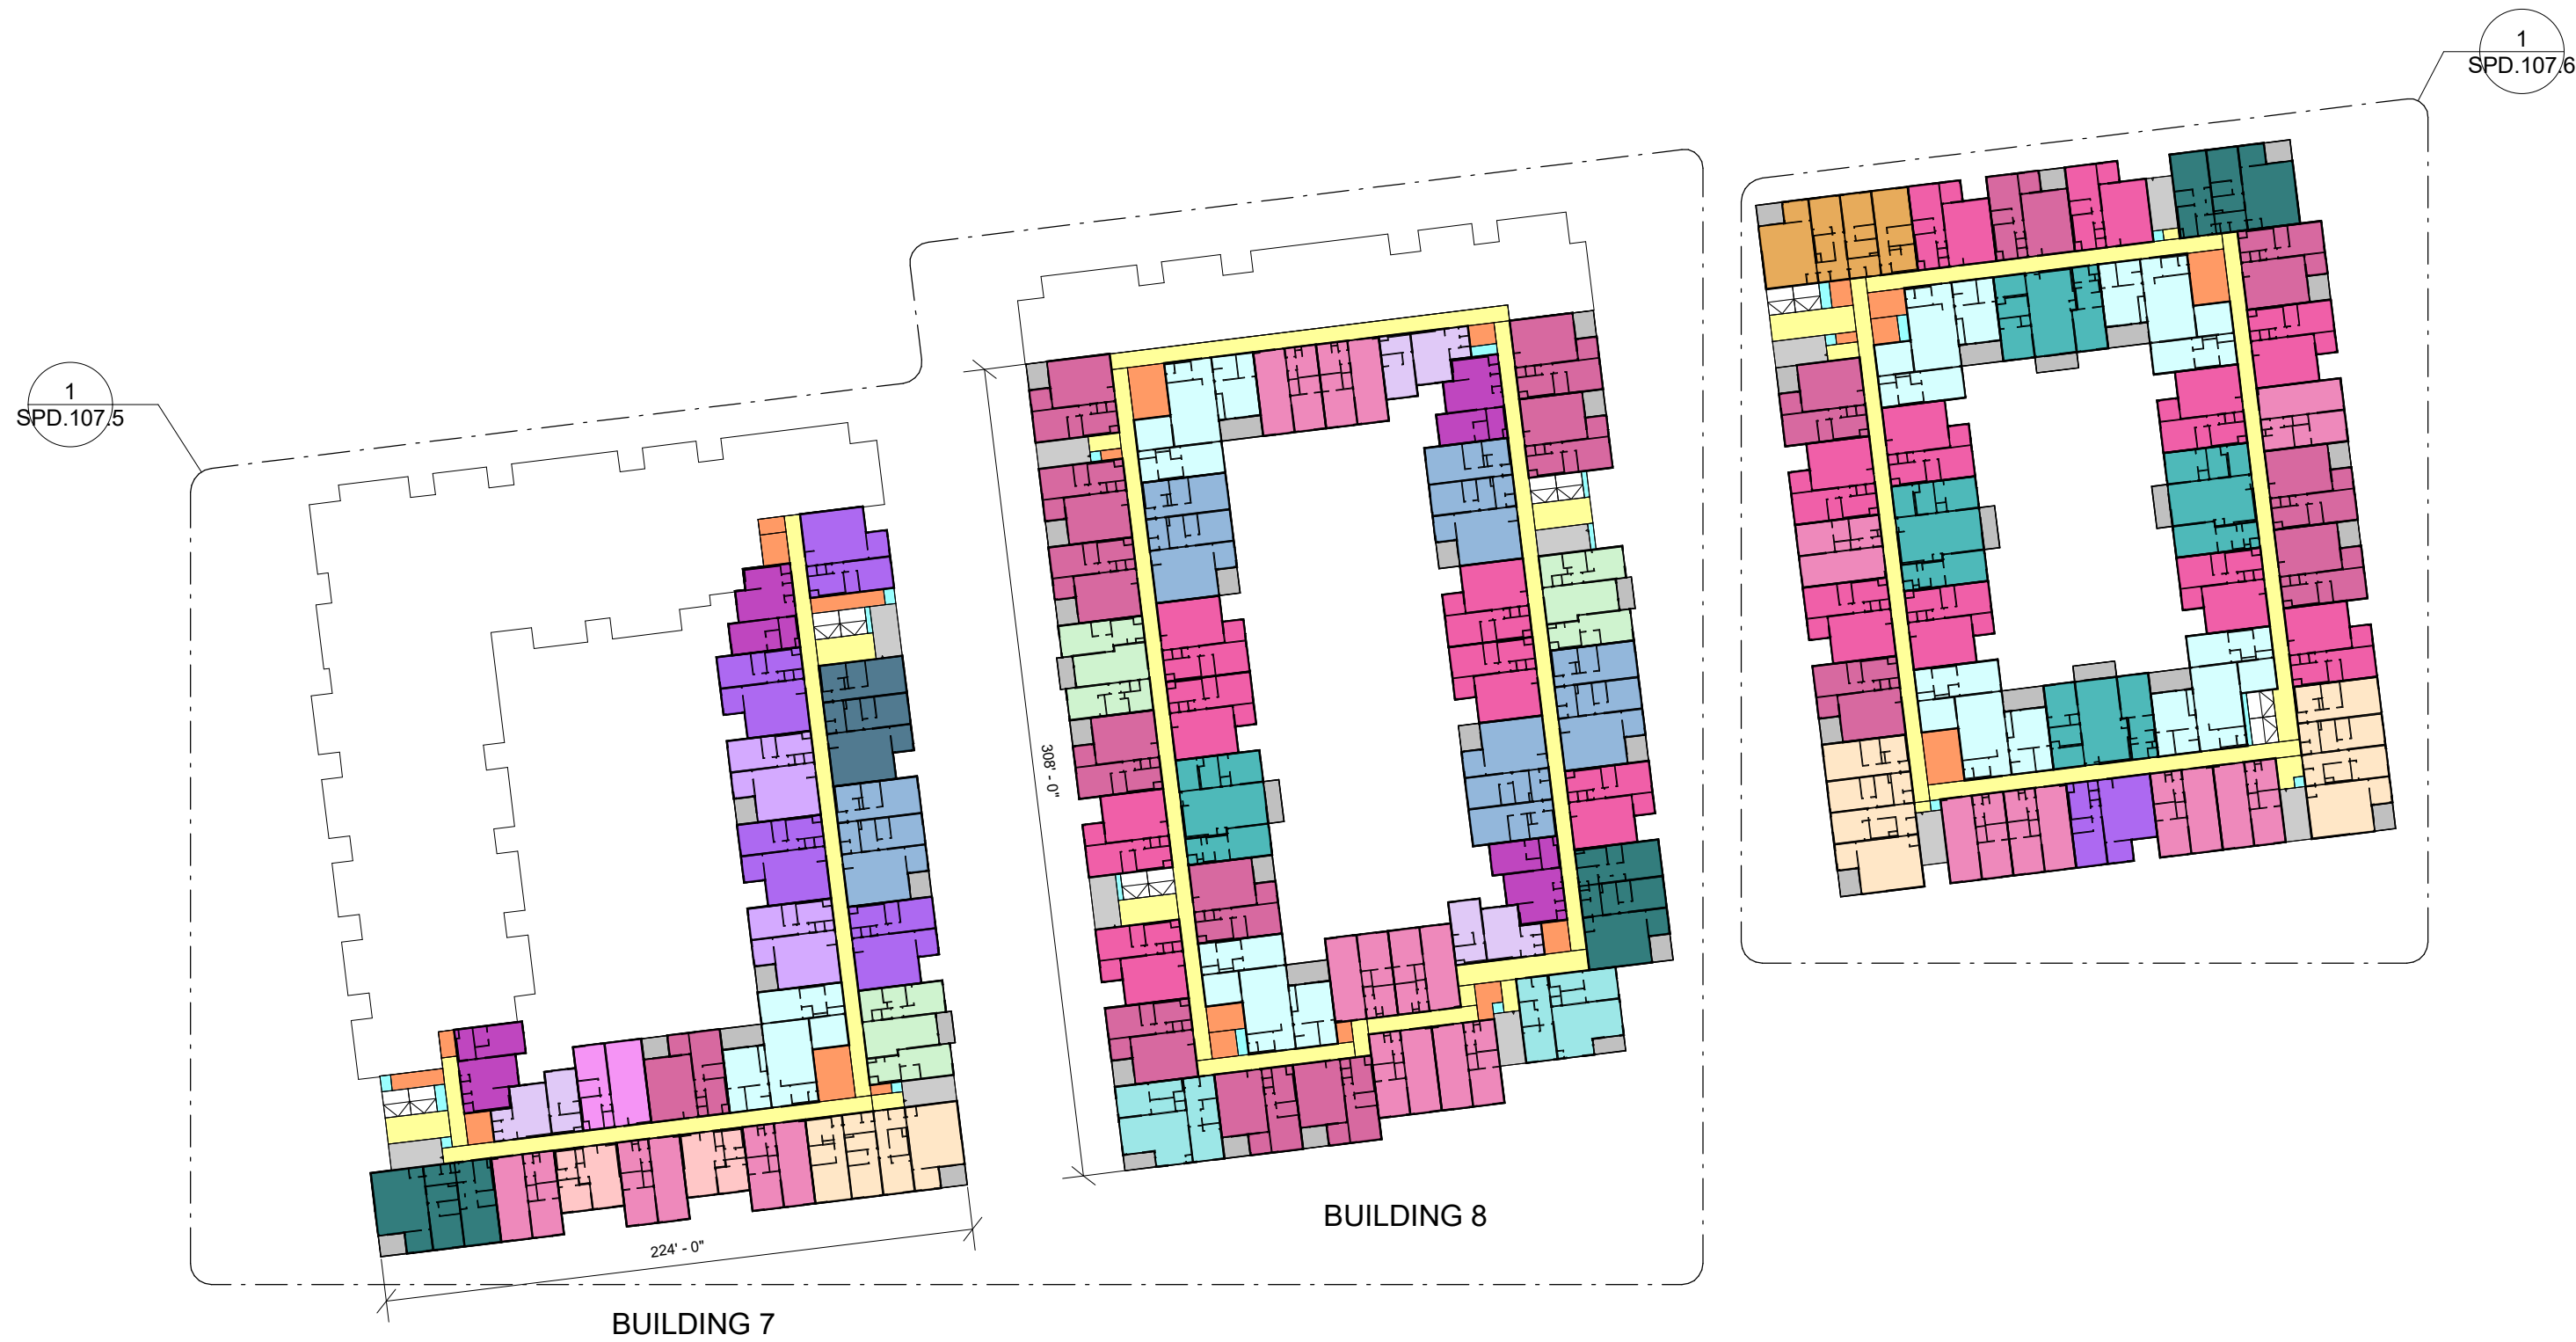 1
SPD.107.6
1
SPD.107.5
308' - 0"
BUILDING 8
224' - 0"
BUILDING 7